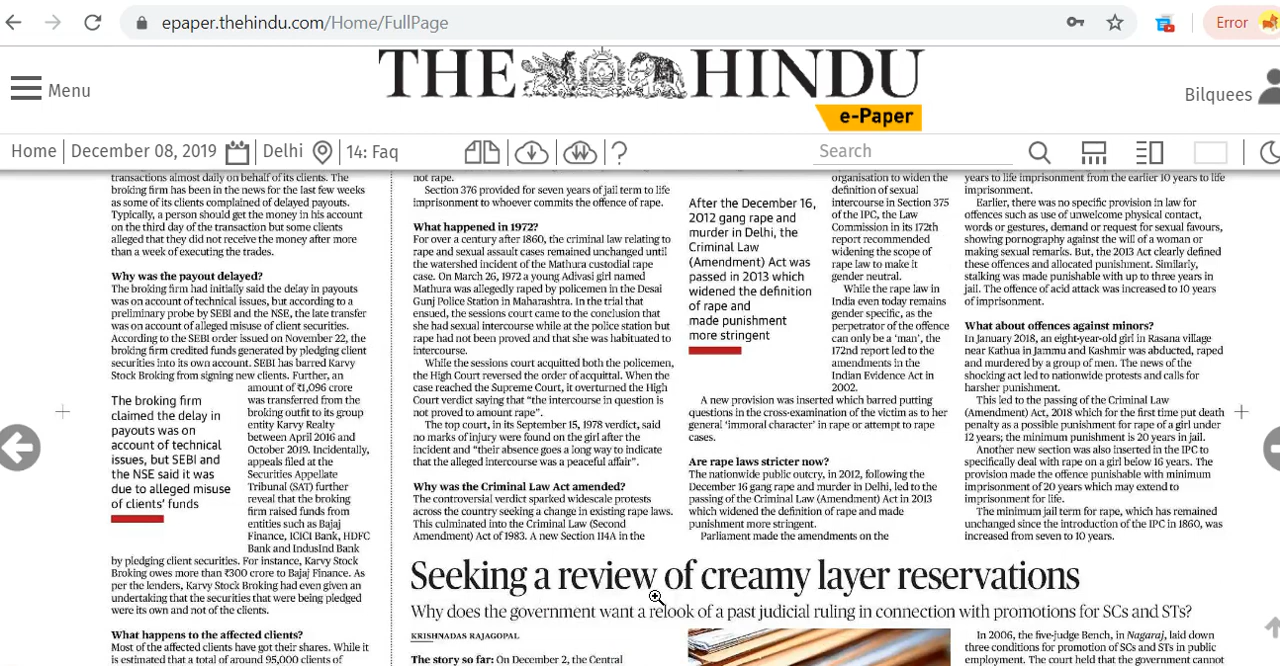 epaper.thehindu.com/Home/FullPage
Error
THE HINDU
e-Paper
Menu
Bilquees
Home
December 08, 2019
Delhi
14: Faq
Search
transactions almost daily on behalf of its clients. The
broking firm has been in the news for the last few weeks
as some of its clients complained of delayed payouts.
Typically, a person should get the money in his account
on the third day of the transaction but some clients
alleged that they did not receive the money after more
than a week of executing the trades.
Why was the payout delayed?
The broking firm had initially said the delay in payouts
was on account of technical issues, but according to a
preliminary probe by SEBI and the NSE, the late transfer
was on account of alleged misuse of client securities.
According to the SEBI order issued on November 22, the
broking firm credited funds generated by pledging client
securities into its own account. SEBI has barred Karvy
Stock Broking from signing new clients. Further, an
amount of ₹1,096 crore
was transferred from the
broking outfit to its group
entity Karvy Realty
between April 2016 and
October 2019. Incidentally,
appeals filed at the
Securities Appellate
Tribunal (SAT) further
reveal that the broking
firm raised funds from
entities such as Bajaj
Finance, ICICI Bank, HDFC
Bank and IndusInd Bank
The broking firm
claimed the delay in
payouts was on
account of technical
issues, but SEBI and
the NSE said it was
due to alleged misuse
of clients' funds
by pledging client securities. For instance, Karvy Stock
Broking owes more than ₹300 crore to Bajaj Finance. As
per the lenders, Karvy Stock Broking had even given an
undertaking that the securities that were being pledged
were its own and not of the clients.
What happens to the affected clients?
Most of the affected clients have got their shares. While it
is estimated that a total of around 95,000 clients of
not rape.
Section 376 provided for seven years of jail term to life
imprisonment to whoever commits the offence of rape.
What happened in 1972?
For over a century after 1860, the criminal law relating to
rape and sexual assault cases remained unchanged until
the watershed incident of the Mathura custodial rape
case. On March 26, 1972 a young Adivasi girl named
Mathura was allegedly raped by policemen in the Desai
Gunj Police Station in Maharashtra. In the trial that
ensued, the sessions court came to the conclusion that
she had sexual intercourse while at the police station but
rape had not been proved and that she was habituated to
intercourse.
While the sessions court acquitted both the policemen,
the High Court reversed the order of acquittal. When the
case reached the Supreme Court, it overturned the High
Court verdict saying that “the intercourse in question is
not proved to amount rape”.
The top court, in its September 15, 1978 verdict, said
no marks of injury were found on the girl after the
incident and “their absence goes a long way to indicate
that the alleged intercourse was a peaceful affair”.
Why was the Criminal Law Act amended?
The controversial verdict sparked widescale protests
across the country seeking a change in existing rape laws.
This culminated into the Criminal Law (Second
Amendment) Act of 1983. A new Section 114A in the
After the December 16,
2012 gang rape and
murder in Delhi, the
Criminal Law
(Amendment) Act was
passed in 2013 which
widened the definition
of rape and
made punishment
more stringent
organisation to widen the
definition of sexual
intercourse in Section 375
of the IPC, the Law
Commission in its 172th
report recommended
widening the scope of
rape law to make it
gender neutral.
While the rape law in
India even today remains
gender specific, as the
perpetrator of the offence
can only be a ‘man’, the
172nd report led to the
amendments in the
Indian Evidence Act in
2002.
A new provision was inserted which barred putting
questions in the cross-examination of the victim as to her
general ‘immoral character’ in rape or attempt to rape
cases.
Are rape laws stricter now?
The nationwide public outcry, in 2012, following the
December 16 gang rape and murder in Delhi, led to the
passing of the Criminal Law (Amendment) Act in 2013
which widened the definition of rape and made
punishment more stringent.
Parliament made the amendments on the
years to life imprisonment from the earlier 10 years to life
imprisonment.
Earlier, there was no specific provision in law for
offences such as use of unwelcome physical contact,
words or gestures, demand or request for sexual favours,
showing pornography against the will of a woman or
making sexual remarks. But, the 2013 Act clearly defined
these offences and allocated punishment. Similarly,
stalking was made punishable with up to three years in
jail. The offence of acid attack was increased to 10 years
of imprisonment.
What about offences against minors?
In January 2018, an eight-year-old girl in Rasana village
near Kathua in Jammu and Kashmir was abducted, raped
and murdered by a group of men. The news of the
shocking act led to nationwide protests and calls for
harsher punishment.
This led to the passing of the Criminal Law
(Amendment) Act, 2018 which for the first time put death
penalty as a possible punishment for rape of a girl under
12 years; the minimum punishment is 20 years in jail.
Another new section was also inserted in the IPC to
specifically deal with rape on a girl below 16 years. The
provision made the offence punishable with minimum
imprisonment of 20 years which may extend to
imprisonment for life.
The minimum jail term for rape, which has remained
unchanged since the introduction of the IPC in 1860, was
increased from seven to 10 years.
Seeking a review of creamy layer reservations
Why does the government want a relook of a past judicial ruling in connection with promotions for SCs and STs?
KRISHNADAS RAJAGOPAL
The story so far: On December 2, the Central
In 2006, the five-judge Bench, in Nagaraj, laid down
three conditions for promotion of SCs and STs in public
employment. The court held that the government cannot